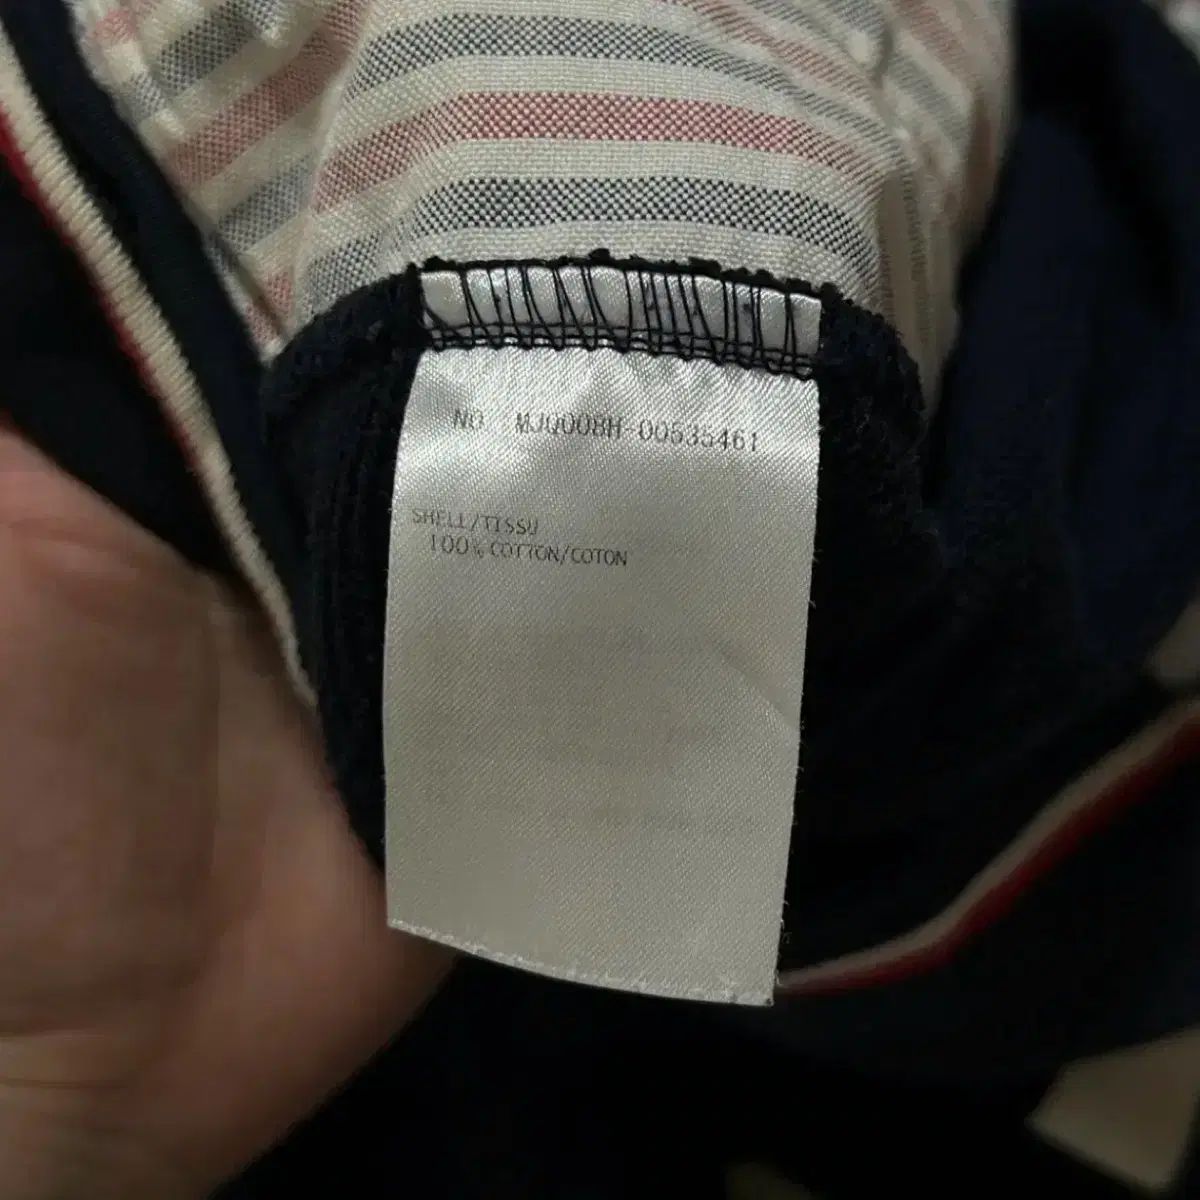 NO MJQ008H-00535461
SHELL/TISSU
100% COTTON/COTON